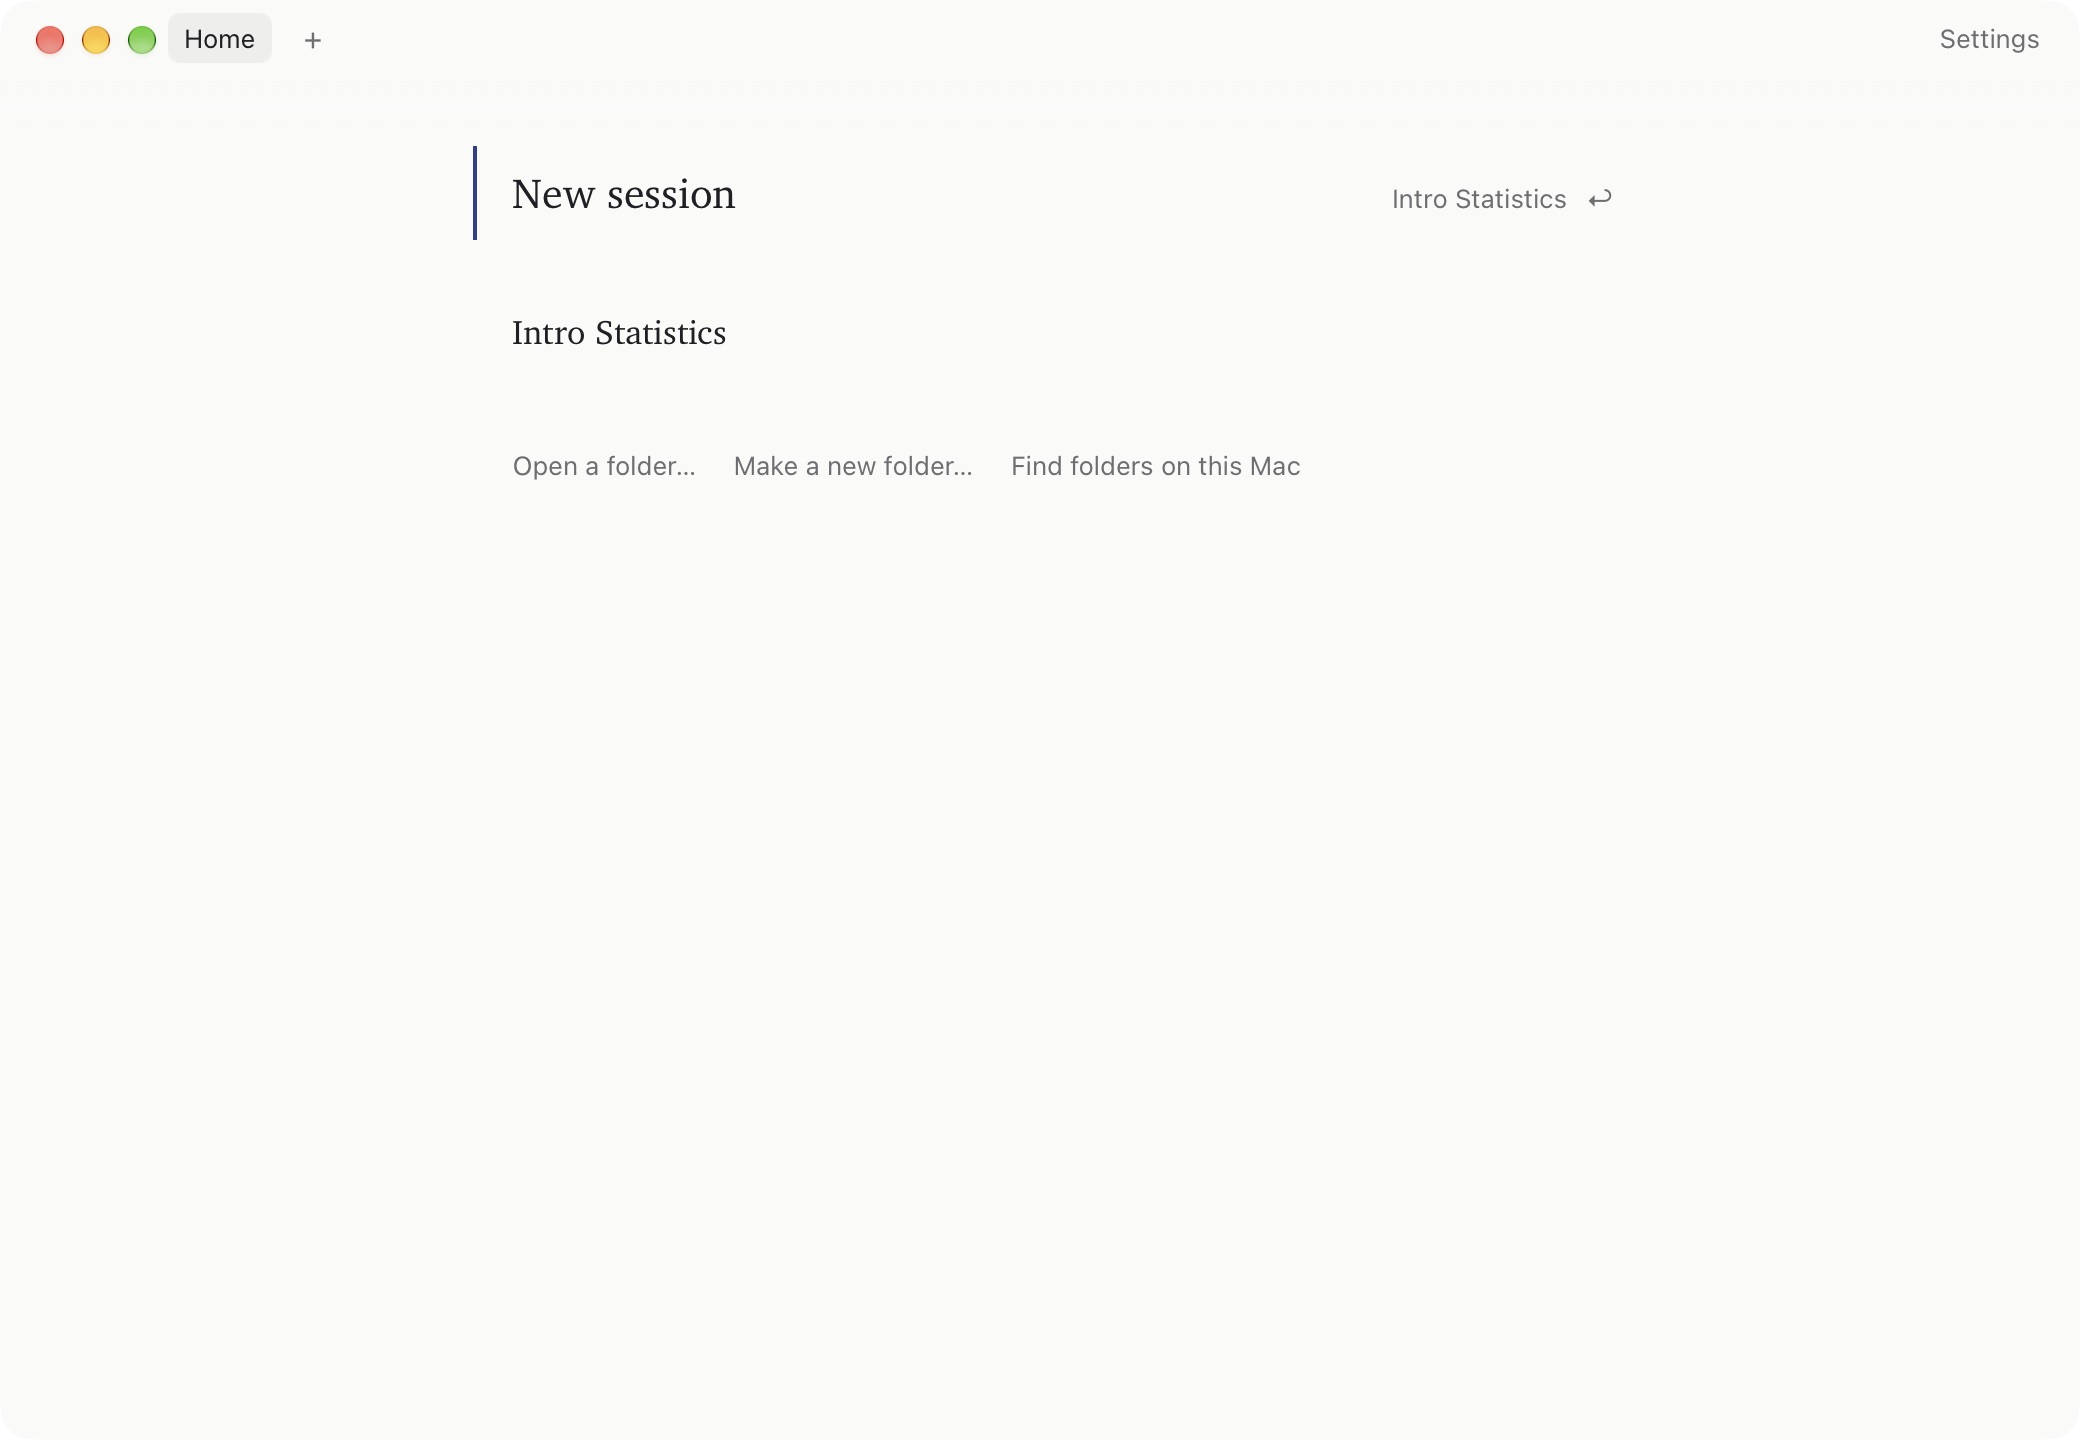 Home + Settings
New session Intro Statistics ↩
Intro Statistics
Open a folder... Make a new folder... Find folders on this Mac